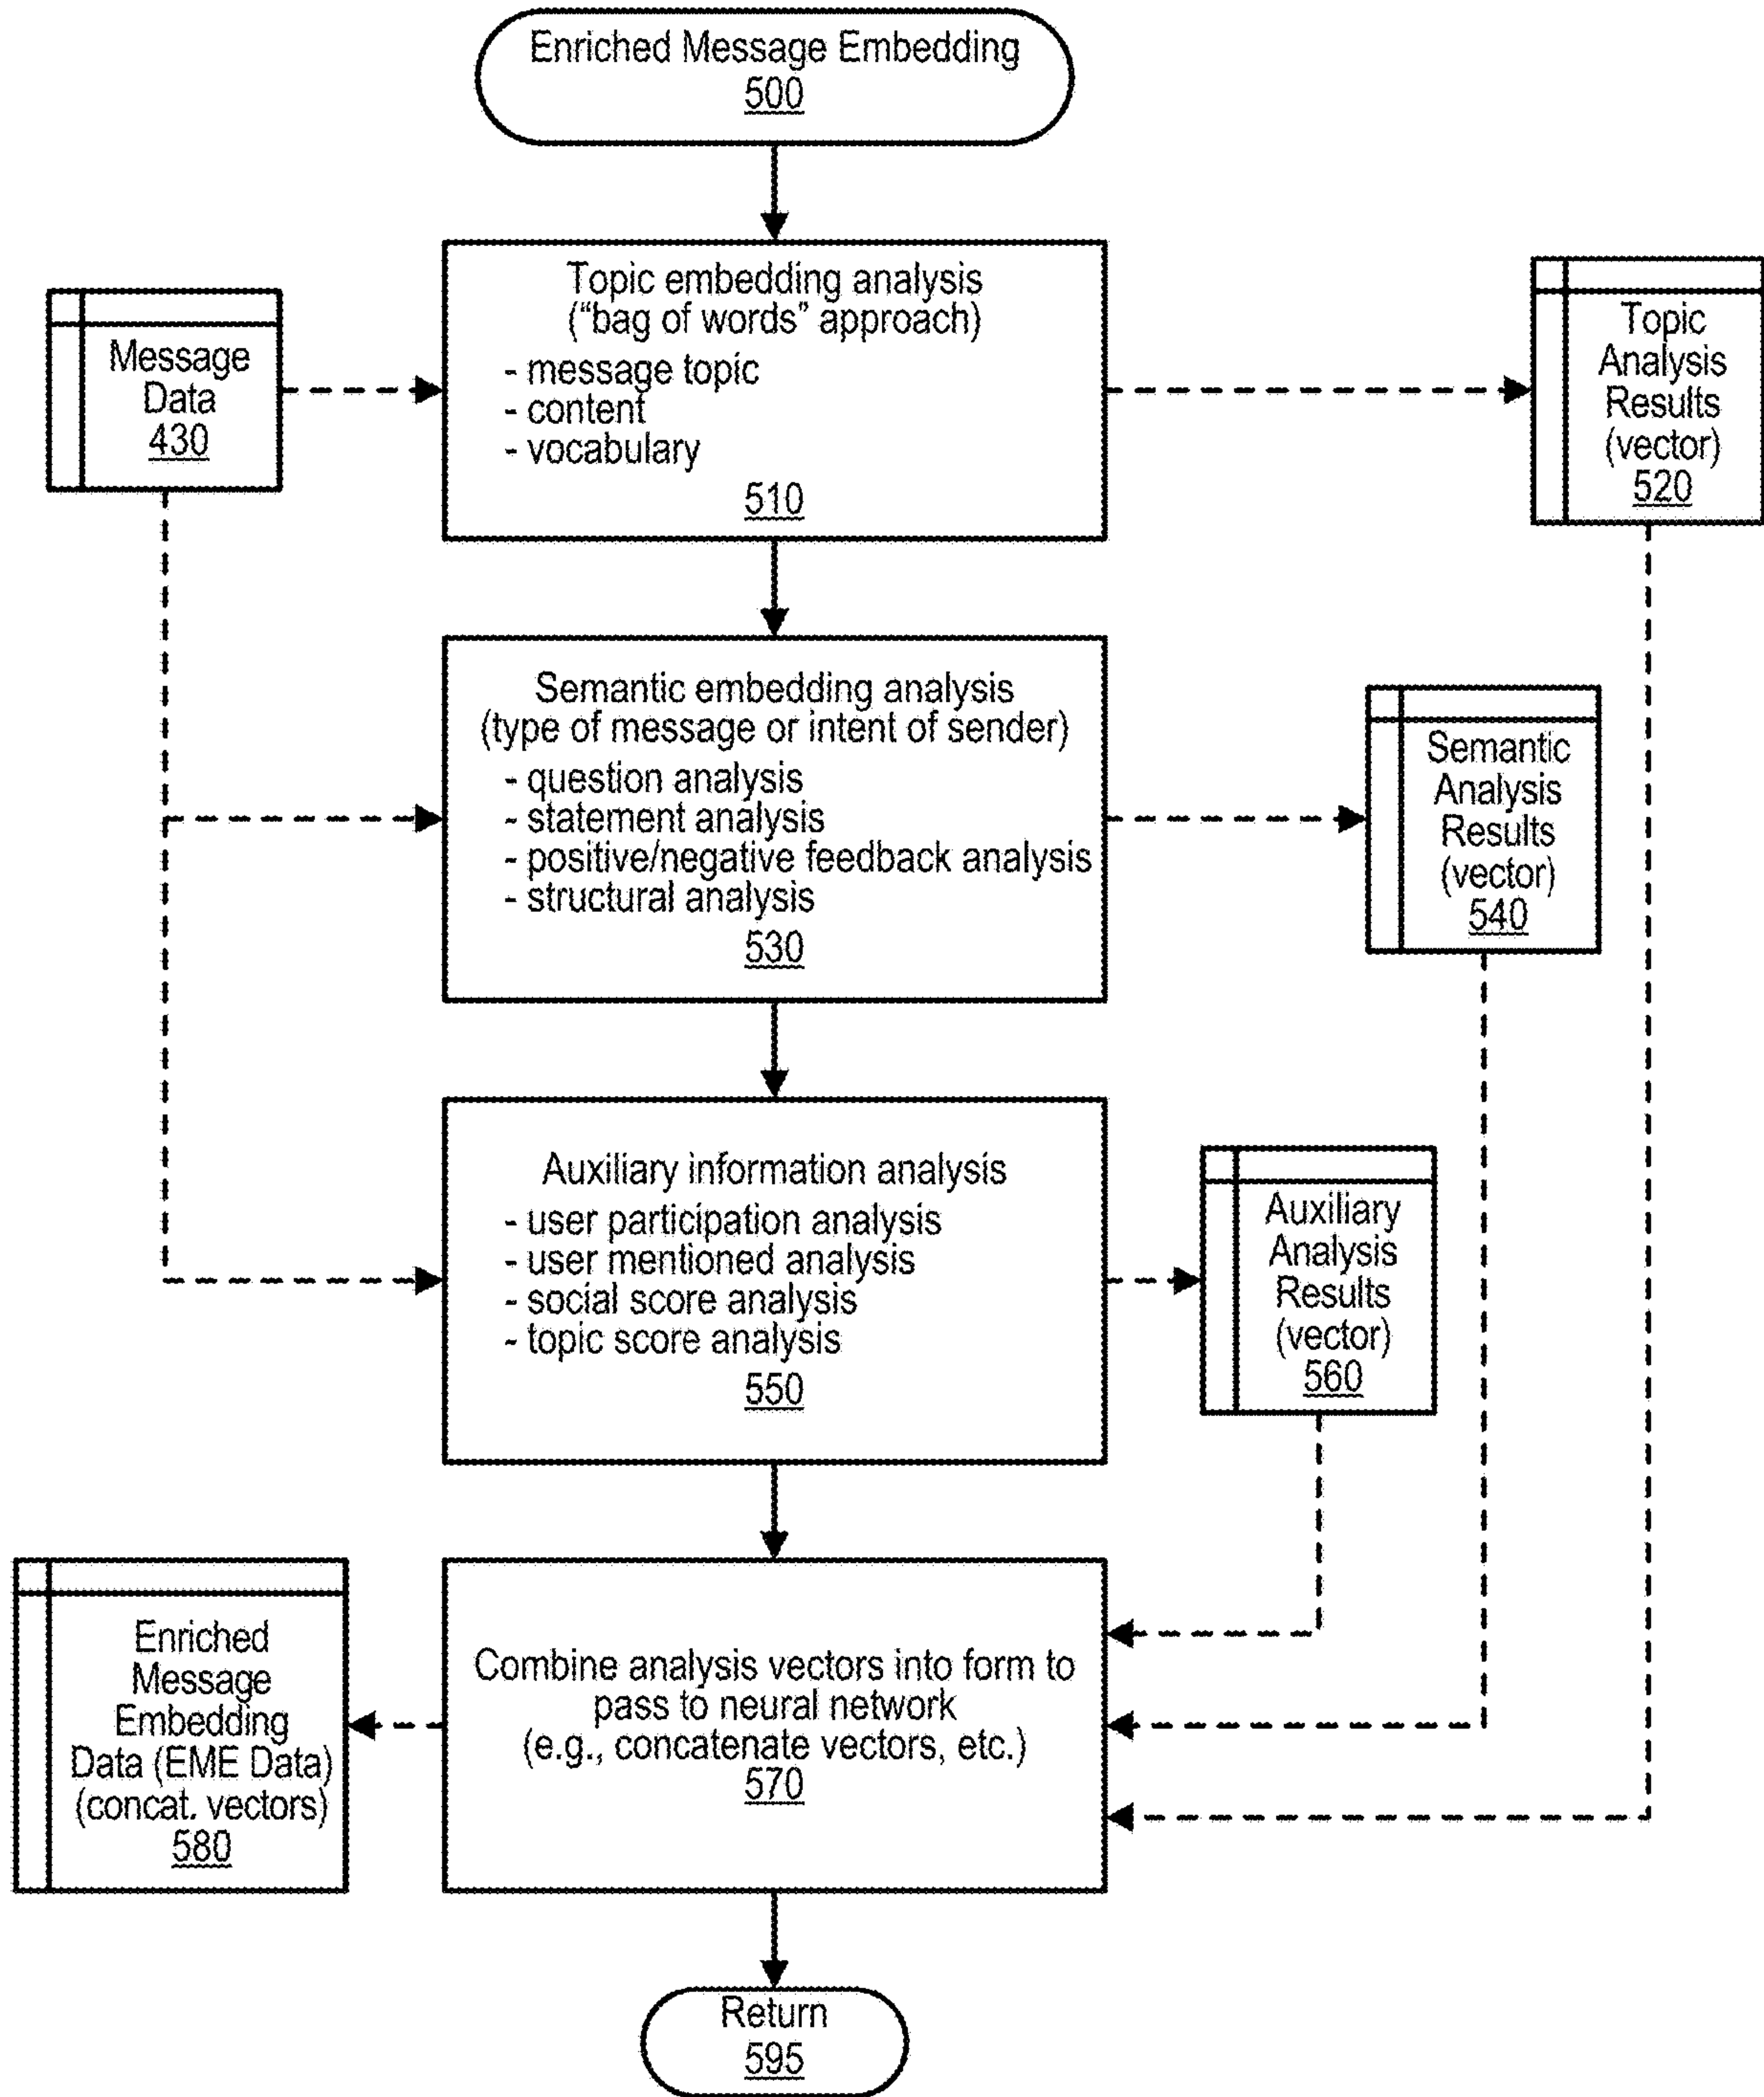 Enriched Message Embedding
500
Topic embedding analysis
(“bag of words” approach)
- message topic
- content
- vocabulary
510
Message
Data
430
Topic
Analysis
Results
(vector)
520
Semantic embedding analysis
(type of message or intent of sender)
- question analysis
- statement analysis
- positive/negative feedback analysis
- structural analysis
530
Semantic
Analysis
Results
(vector)
540
Auxiliary information analysis
- user participation analysis
- user mentioned analysis
- social score analysis
- topic score analysis
550
Auxiliary
Analysis
Results
(vector)
560
Combine analysis vectors into form to
pass to neural network
(e.g., concatenate vectors, etc.)
570
Enriched
Message
Embedding
Data (EME Data)
(concat. vectors)
580
Return
595